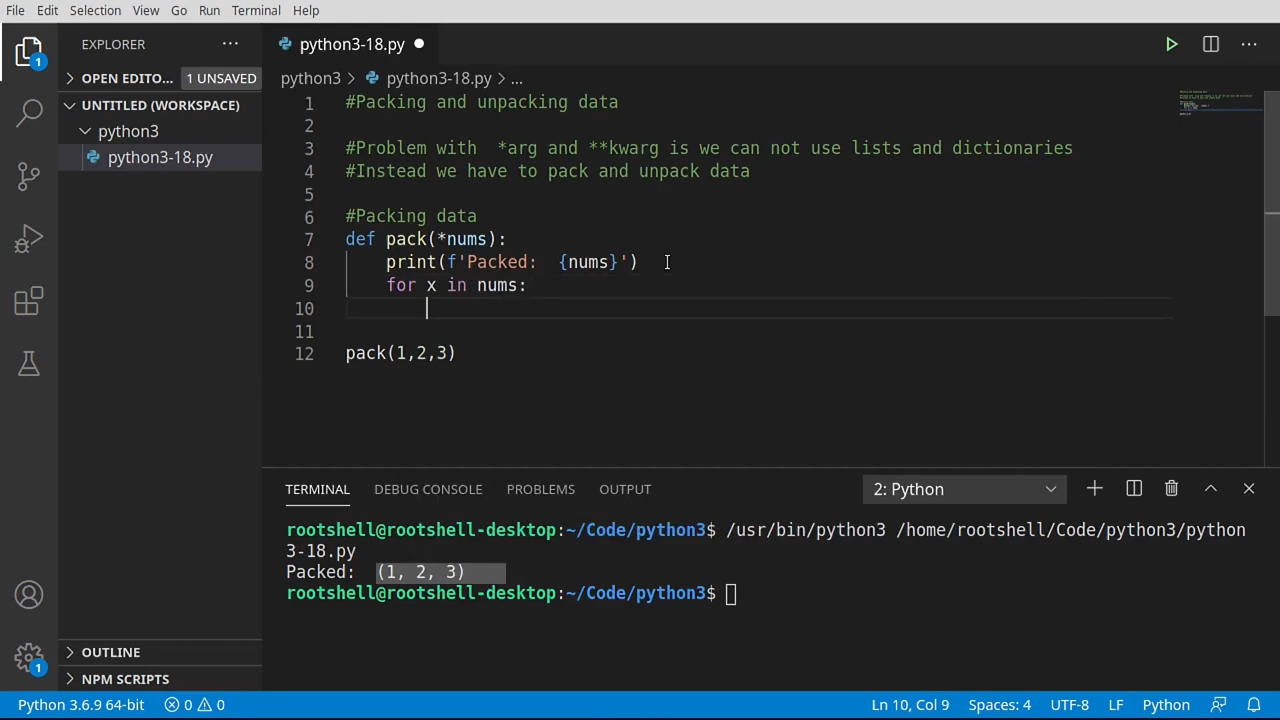 File Edit Selection View Go Run Terminal Help
EXPLORER ···
1
OPEN EDITO... 1 UNSAVED
UNTITLED (WORKSPACE)
python3
python3-18.py
OUTLINE
NPM SCRIPTS
1
python3-18.py
python3 > python3-18.py > ...
1 #Packing and unpacking data
2
3 #Problem with  *arg and **kwarg is we can not use lists and dictionaries
4 #Instead we have to pack and unpack data
5
6 #Packing data
7 def pack(*nums):
8     print(f'Packed:  {nums}')
9     for x in nums:
10
11
12 pack(1,2,3)
TERMINAL DEBUG CONSOLE PROBLEMS OUTPUT 2: Python
rootshell@rootshell-desktop:~/Code/python3$ /usr/bin/python3 /home/rootshell/Code/python3/python
3-18.py
Packed:  (1, 2, 3)
rootshell@rootshell-desktop:~/Code/python3$
Python 3.6.9 64-bit 0 0 Ln 10, Col 9 Spaces: 4 UTF-8 LF Python